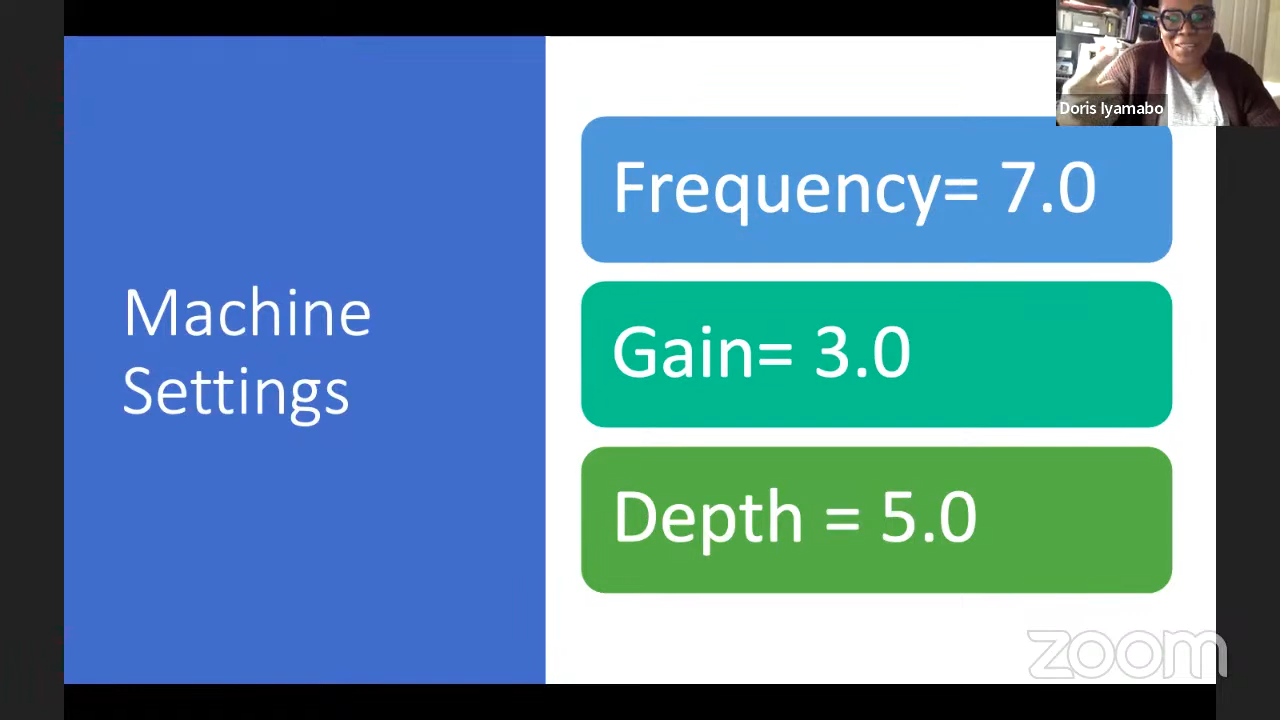 Doris Iyamabo
Machine
Settings
Frequency= 7.0
Gain= 3.0
Depth = 5.0
zoom